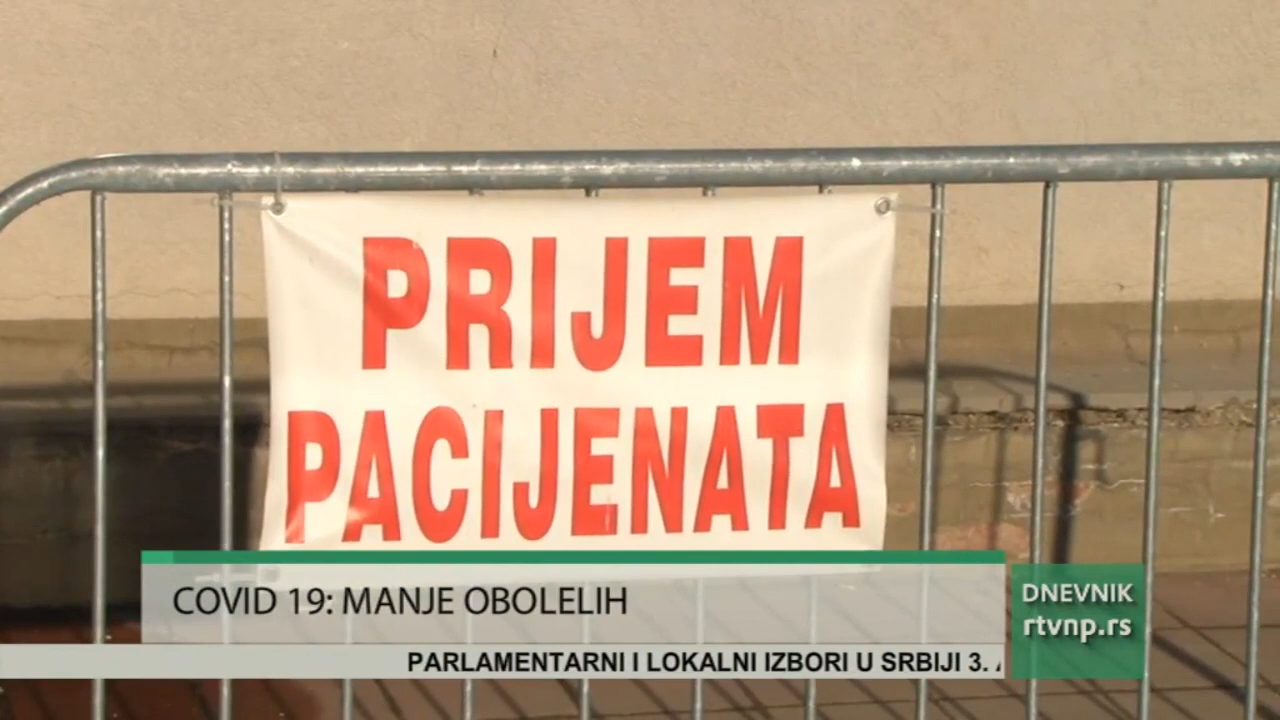 PRIJEM
PACIJENATA
COVID 19: MANJE OBOLELIH
DNEVNIK
rtvnp.rs
PARLAMENTARNI I LOKALNI IZBORI U SRBIJI 3.